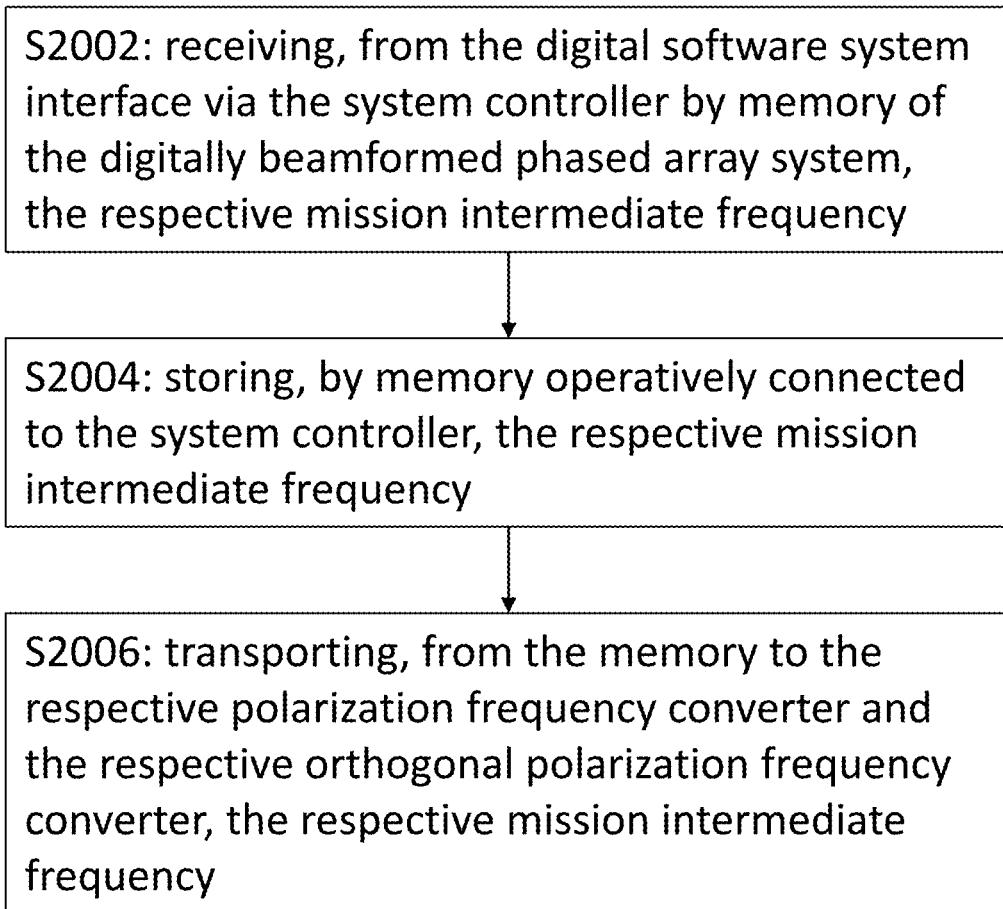 S2002: receiving, from the digital software system
interface via the system controller by memory of
the digitally beamformed phased array system,
the respective mission intermediate frequency
S2004: storing, by memory operatively connected
to the system controller, the respective mission
intermediate frequency
S2006: transporting, from the memory to the
respective polarization frequency converter and
the respective orthogonal polarization frequency
converter, the respective mission intermediate
frequency